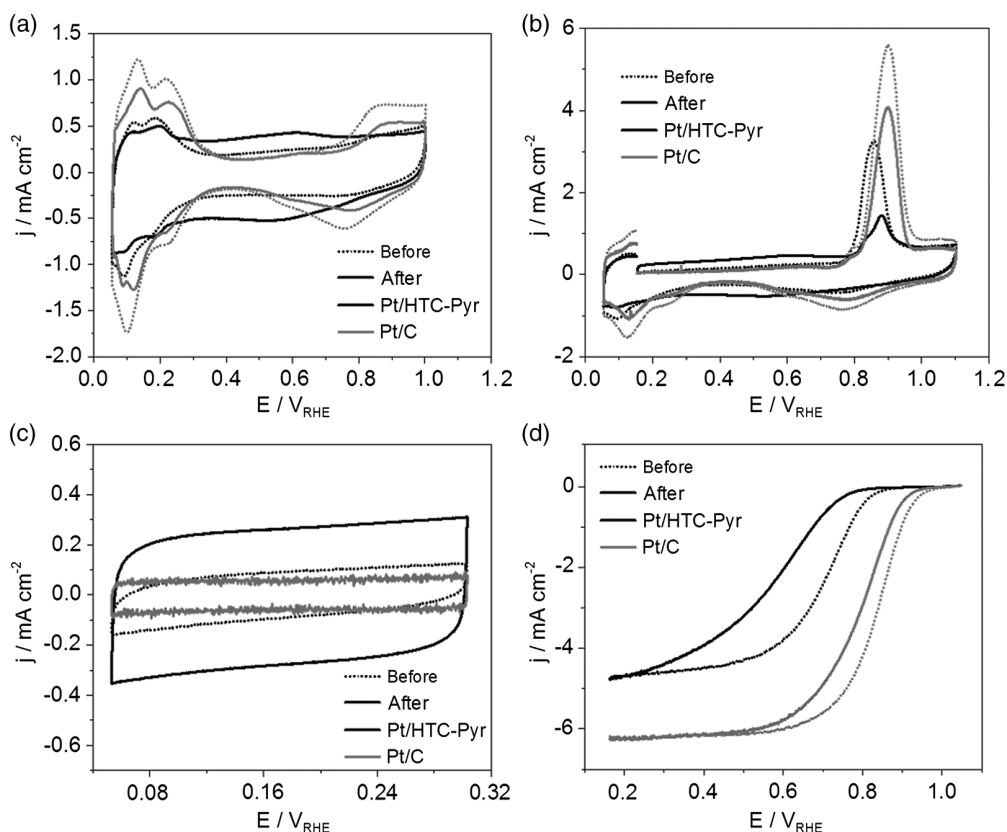 (a)
1.5
1.0
0.5
0.0
-0.5
-1.0
-1.5
-2.0
j / mA cm-2
Before
After
Pt/HTC-Pyr
Pt/C
0.0 0.2 0.4 0.6 0.8 1.0 1.2
E / VRHE
(b)
6
4
2
0
-2
j / mA cm-2
Before
After
Pt/HTC-Pyr
Pt/C
0.0 0.2 0.4 0.6 0.8 1.0 1.2
E / VRHE
(c)
0.6
0.4
0.2
0.0
-0.2
-0.4
-0.6
j / mA cm-2
Before
After
Pt/HTC-Pyr
Pt/C
0.08 0.16 0.24 0.32
E / VRHE
(d)
Before
After
Pt/HTC-Pyr
Pt/C
0
-2
-4
-6
j / mA cm-2
0.2 0.4 0.6 0.8 1.0
E / VRHE